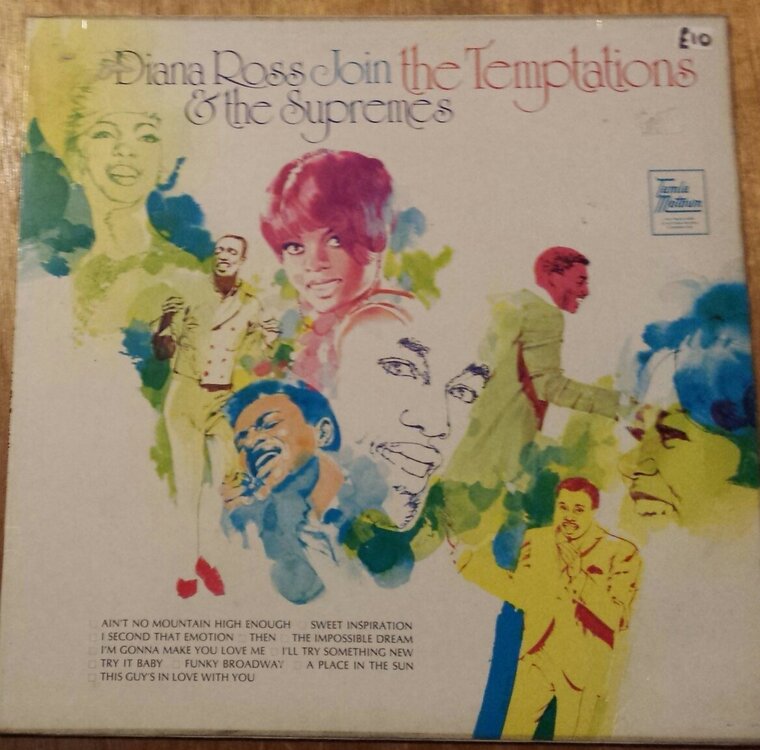 £10
Diana Ross Join the Temptations
& the Supremes
Tamla
Motown
AIN'T NO MOUNTAIN HIGH ENOUGH SWEET INSPIRATION
I SECOND THAT EMOTION THEN THE IMPOSSIBLE DREAM
I'M GONNA MAKE YOU LOVE ME I'LL TRY SOMETHING NEW
TRY IT BABY FUNKY BROADWAY A PLACE IN THE SUN
THIS GUY'S IN LOVE WITH YOU